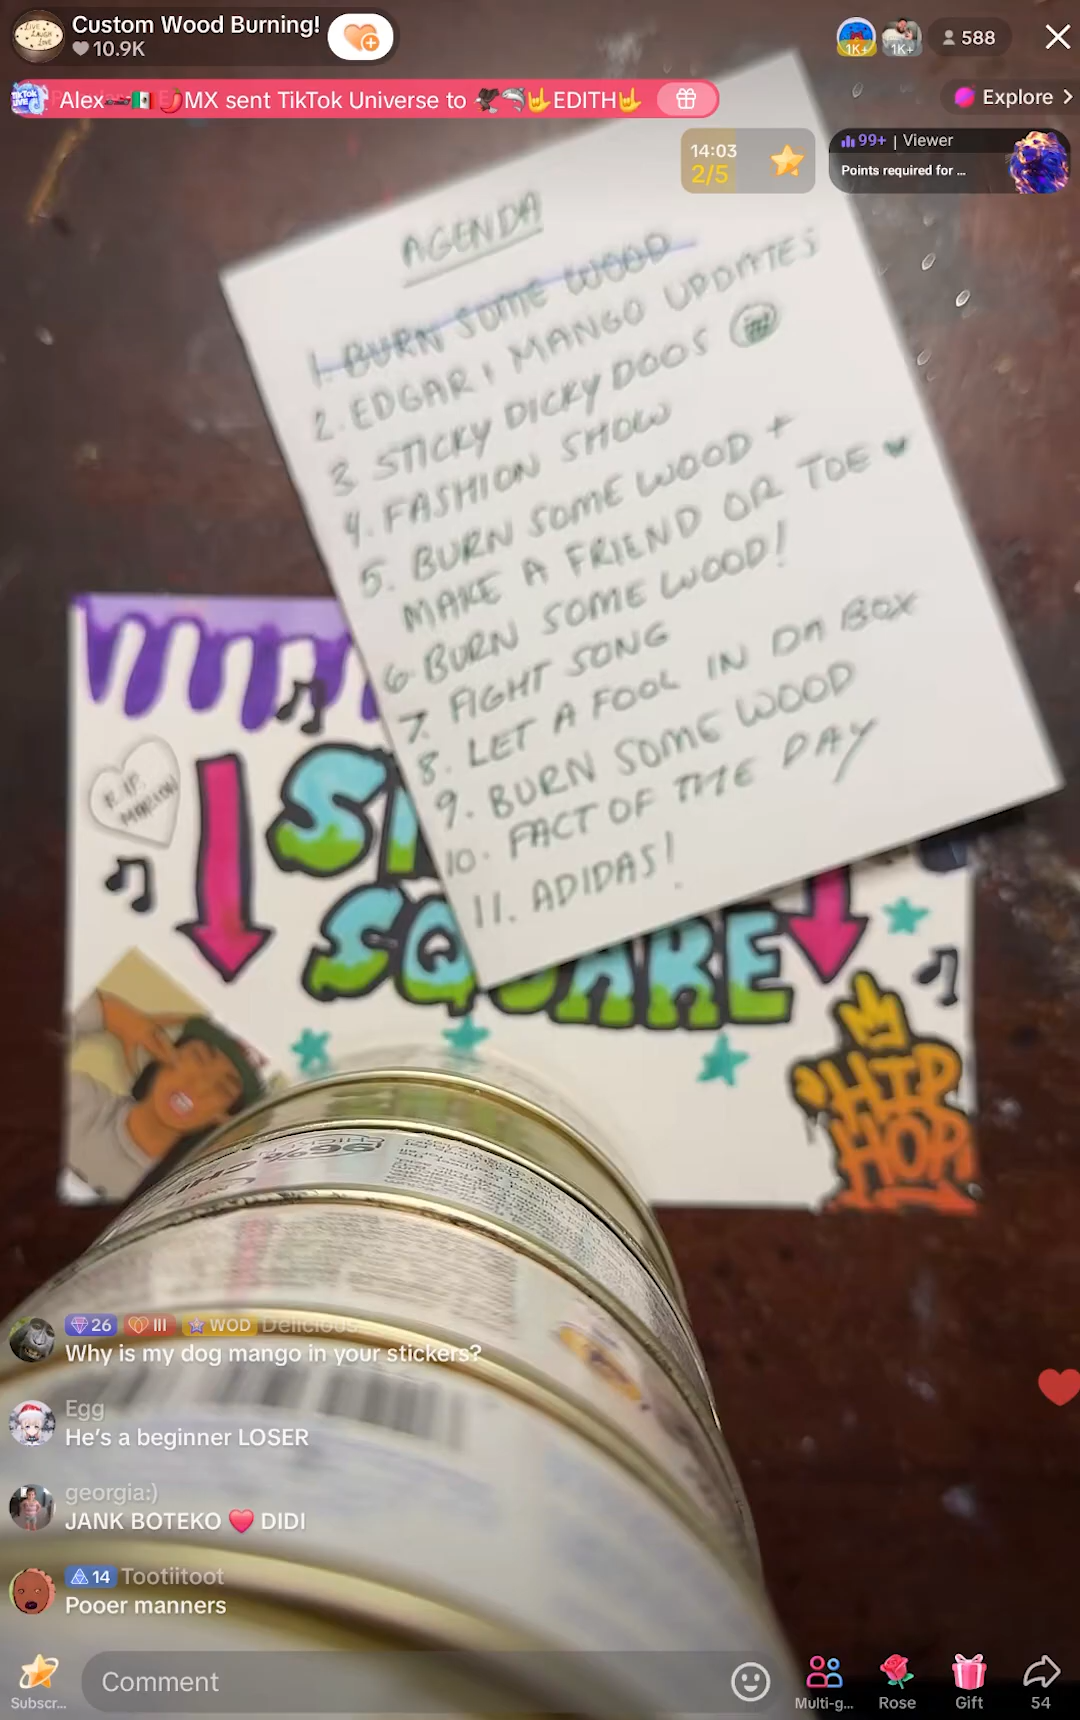 Custom Wood Burning!
10.9K
1K+
1K+
588
Alex MX sent TikTok Universe to EDITH
Explore
14:03
2/5
99+ | Viewer
Points required for ...
AGENDA
1. BURN SOME WOOD
2. EDGAR & MANGO UPDATES
3 STICKY DICKY DOOS
4. FASHION SHOW
5. BURN SOME WOOD +
MAKE A FRIEND OR TOE
6. BURN SOME WOOD!
7. FIGHT SONG
8. LET A FOOL IN DA BOX
9. BURN SOME WOOD
10. FACT OF THE DAY
11. ADIDAS!
R.I.P.
SQUARE
HIP
HOP
26 III WOD Delicious
Why is my dog mango in your stickers?
Egg
He's a beginner LOSER
georgia:)
JANK BOTEKO ❤️ DIDI
14 Tootiitoot
Pooer manners
Subscr...
Comment
Multi-g...
Rose
Gift
54